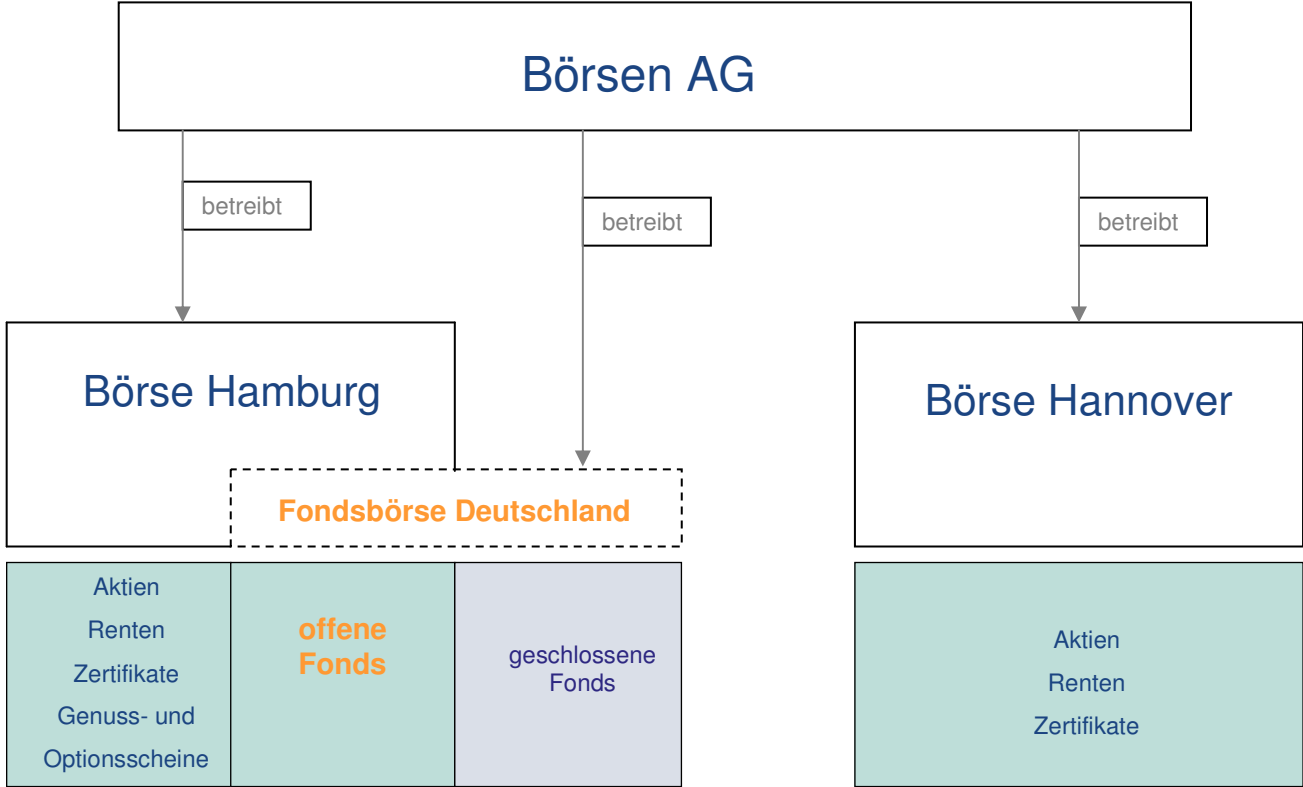 Börsen AG
betreibt
betreibt
betreibt
Börse Hamburg
Börse Hannover
Fondsbörse Deutschland
Aktien
Renten
Zertifikate
Genuss- und
Optionsscheine
offene
Fonds
geschlossene
Fonds
Aktien
Renten
Zertifikate